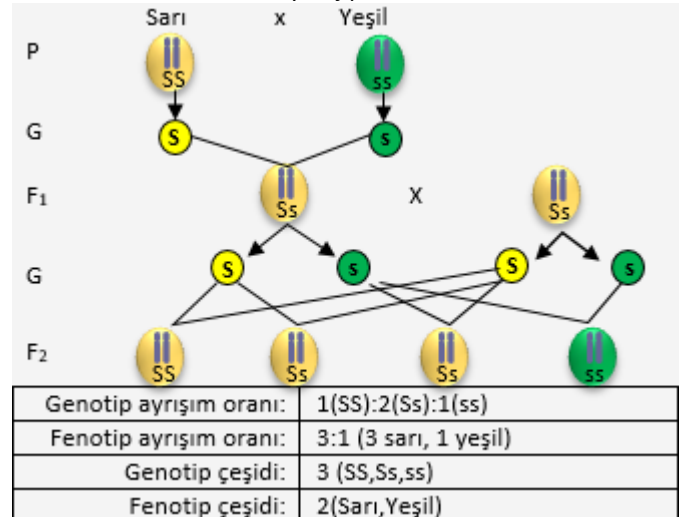 Sarı x Yeşil
P
SS ss
G
S s
F₁
Ss X Ss
G
S s S s
F₂
SS Ss Ss ss
Genotip ayrışım oranı: 1(SS):2(Ss):1(ss)
Fenotip ayrışım oranı: 3:1 (3 sarı, 1 yeşil)
Genotip çeşidi: 3 (SS,Ss,ss)
Fenotip çeşidi: 2(Sarı,Yeşil)